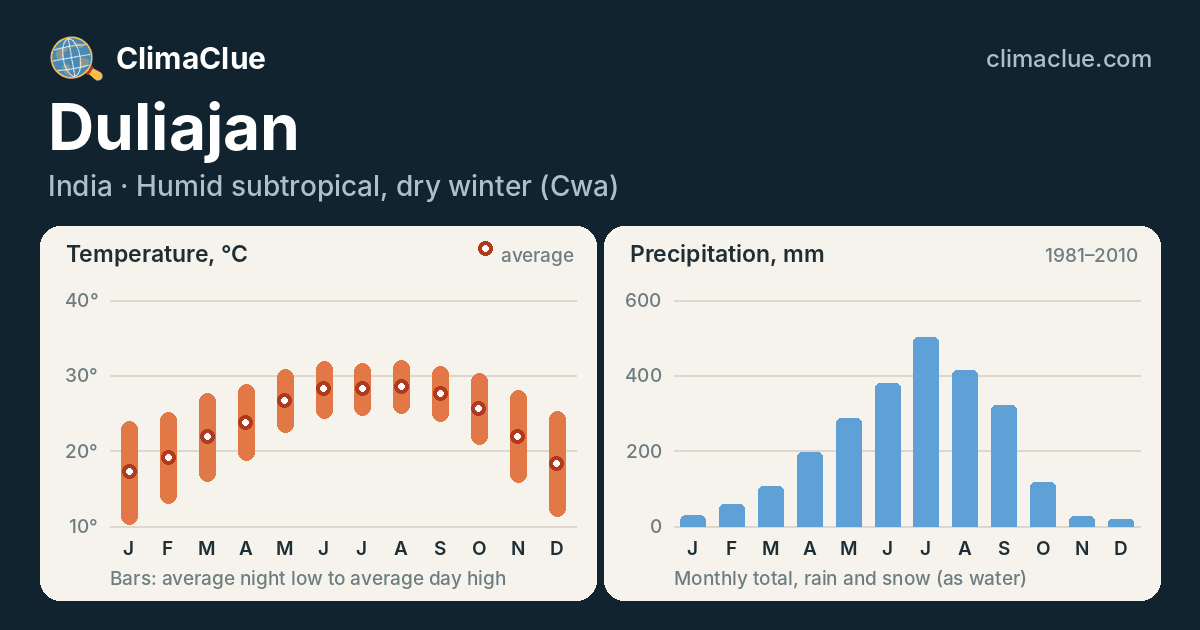 ClimaClue
climaclue.com
Duliajan
India · Humid subtropical, dry winter (Cwa)
Temperature, °C
average
40°
30°
20°
10°
J F M A M J J A S O N D
Bars: average night low to average day high
Precipitation, mm
1981–2010
600
400
200
0
J F M A M J J A S O N D
Monthly total, rain and snow (as water)